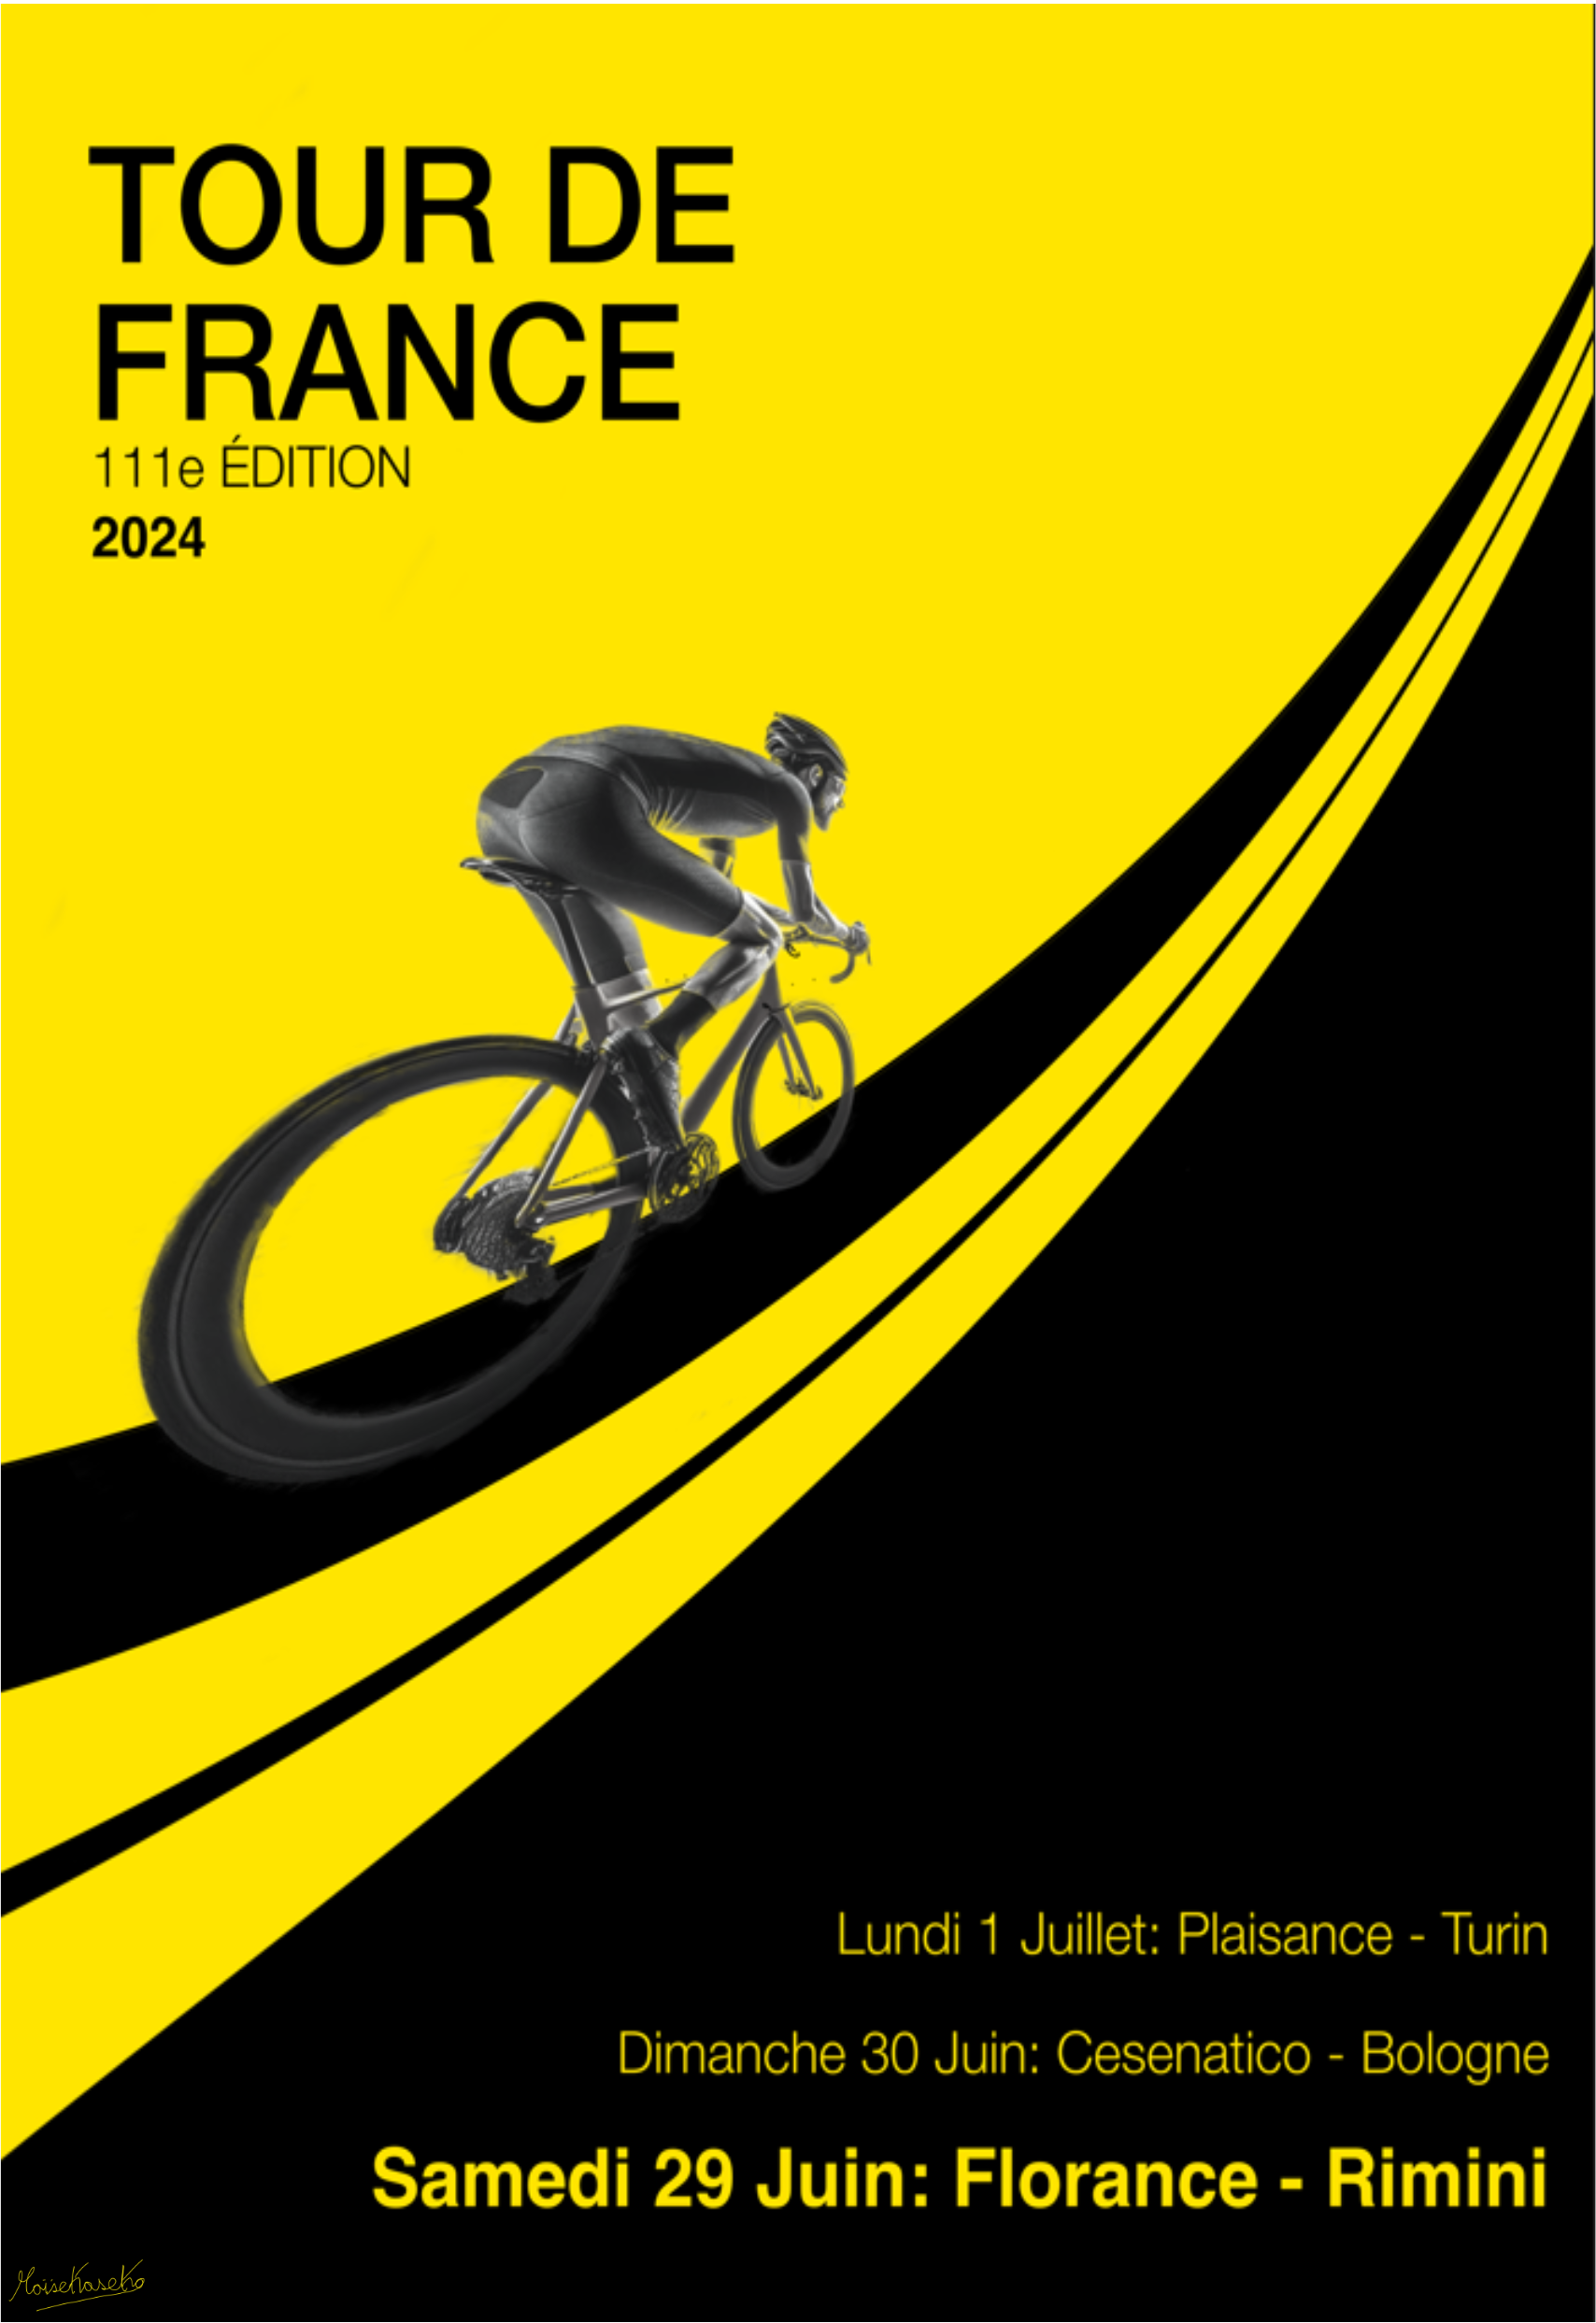 TOUR DE
FRANCE
111e ÉDITION
2024
Lundi 1 Juillet: Plaisance - Turin
Dimanche 30 Juin: Cesenatico - Bologne
Samedi 29 Juin: Florance - Rimini
MoïseKaseKo